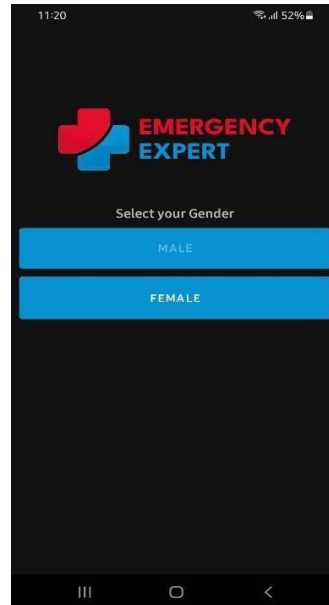 11:20 52%
EMERGENCY
EXPERT
Select your Gender
MALE
FEMALE